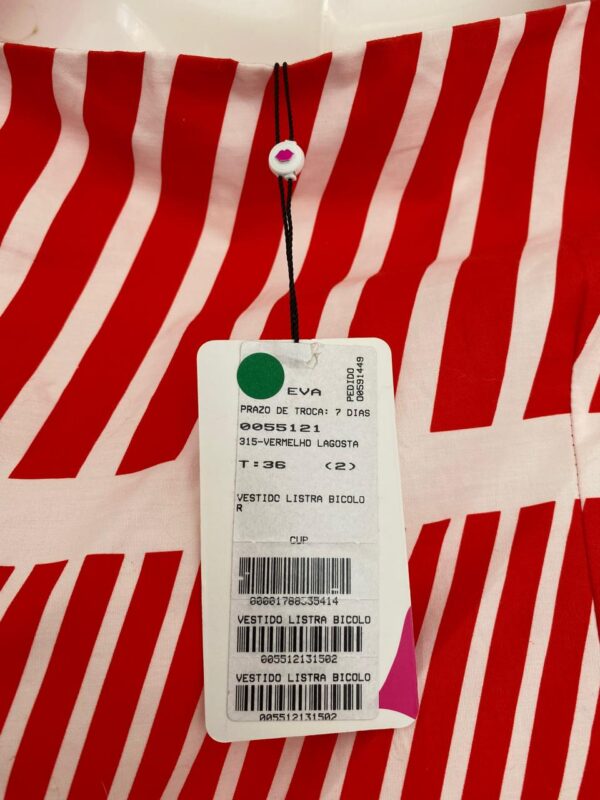 EVA
PEDIDO
00591449
PRAZO DE TROCA: 7 DIAS
0055121
315-VERMELHO LAGOSTA
T:36 (2)
VESTIDO LISTRA BICOLO
R
CUP
VESTIDO LISTRA BICOLO
005512131502
VESTIDO LISTRA BICOLO
005512131502